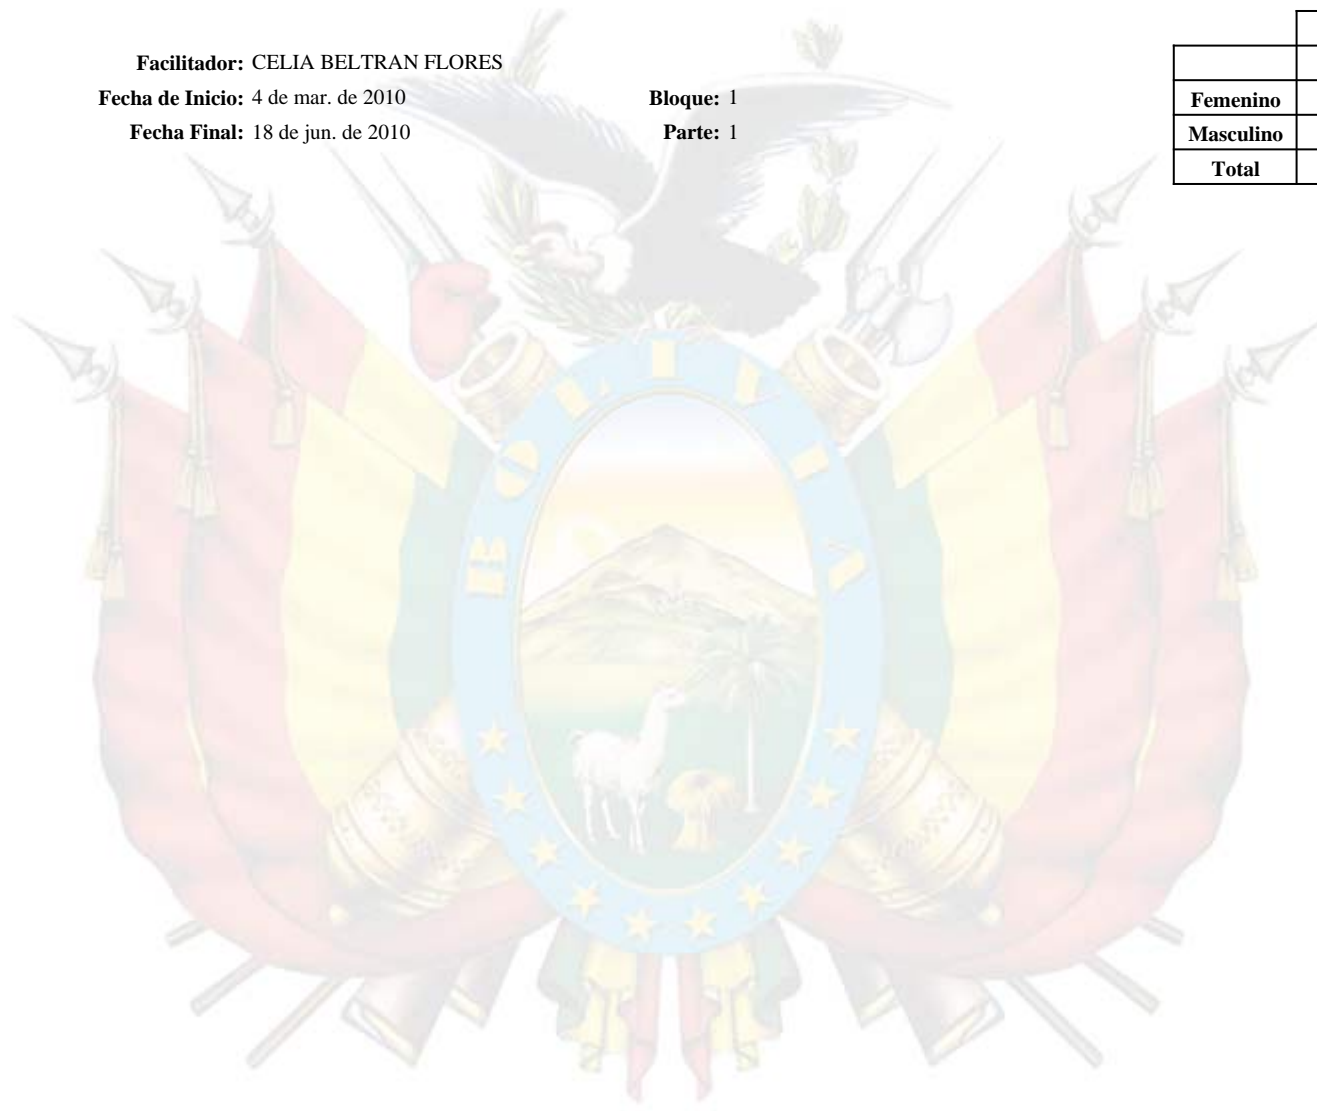 Facilitador: CELIA BELTRAN FLORES
Fecha de Inicio: 4 de mar. de 2010 Bloque: 1
Fecha Final: 18 de jun. de 2010 Parte: 1
Femenino
Masculino
Total
BOLIVIA